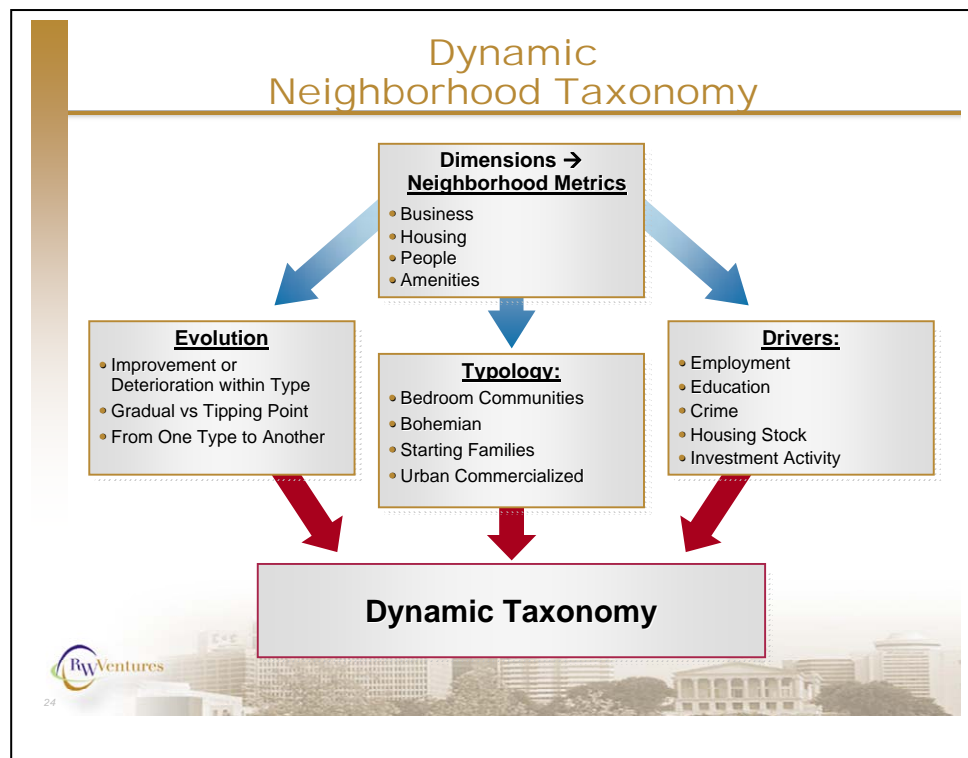 Dynamic
Neighborhood Taxonomy
Dimensions →
Neighborhood Metrics
• Business
• Housing
• People
• Amenities
Evolution
• Improvement or
Deterioration within Type
• Gradual vs Tipping Point
• From One Type to Another
Typology:
• Bedroom Communities
• Bohemian
• Starting Families
• Urban Commercialized
Drivers:
• Employment
• Education
• Crime
• Housing Stock
• Investment Activity
Dynamic Taxonomy
RW Ventures
24